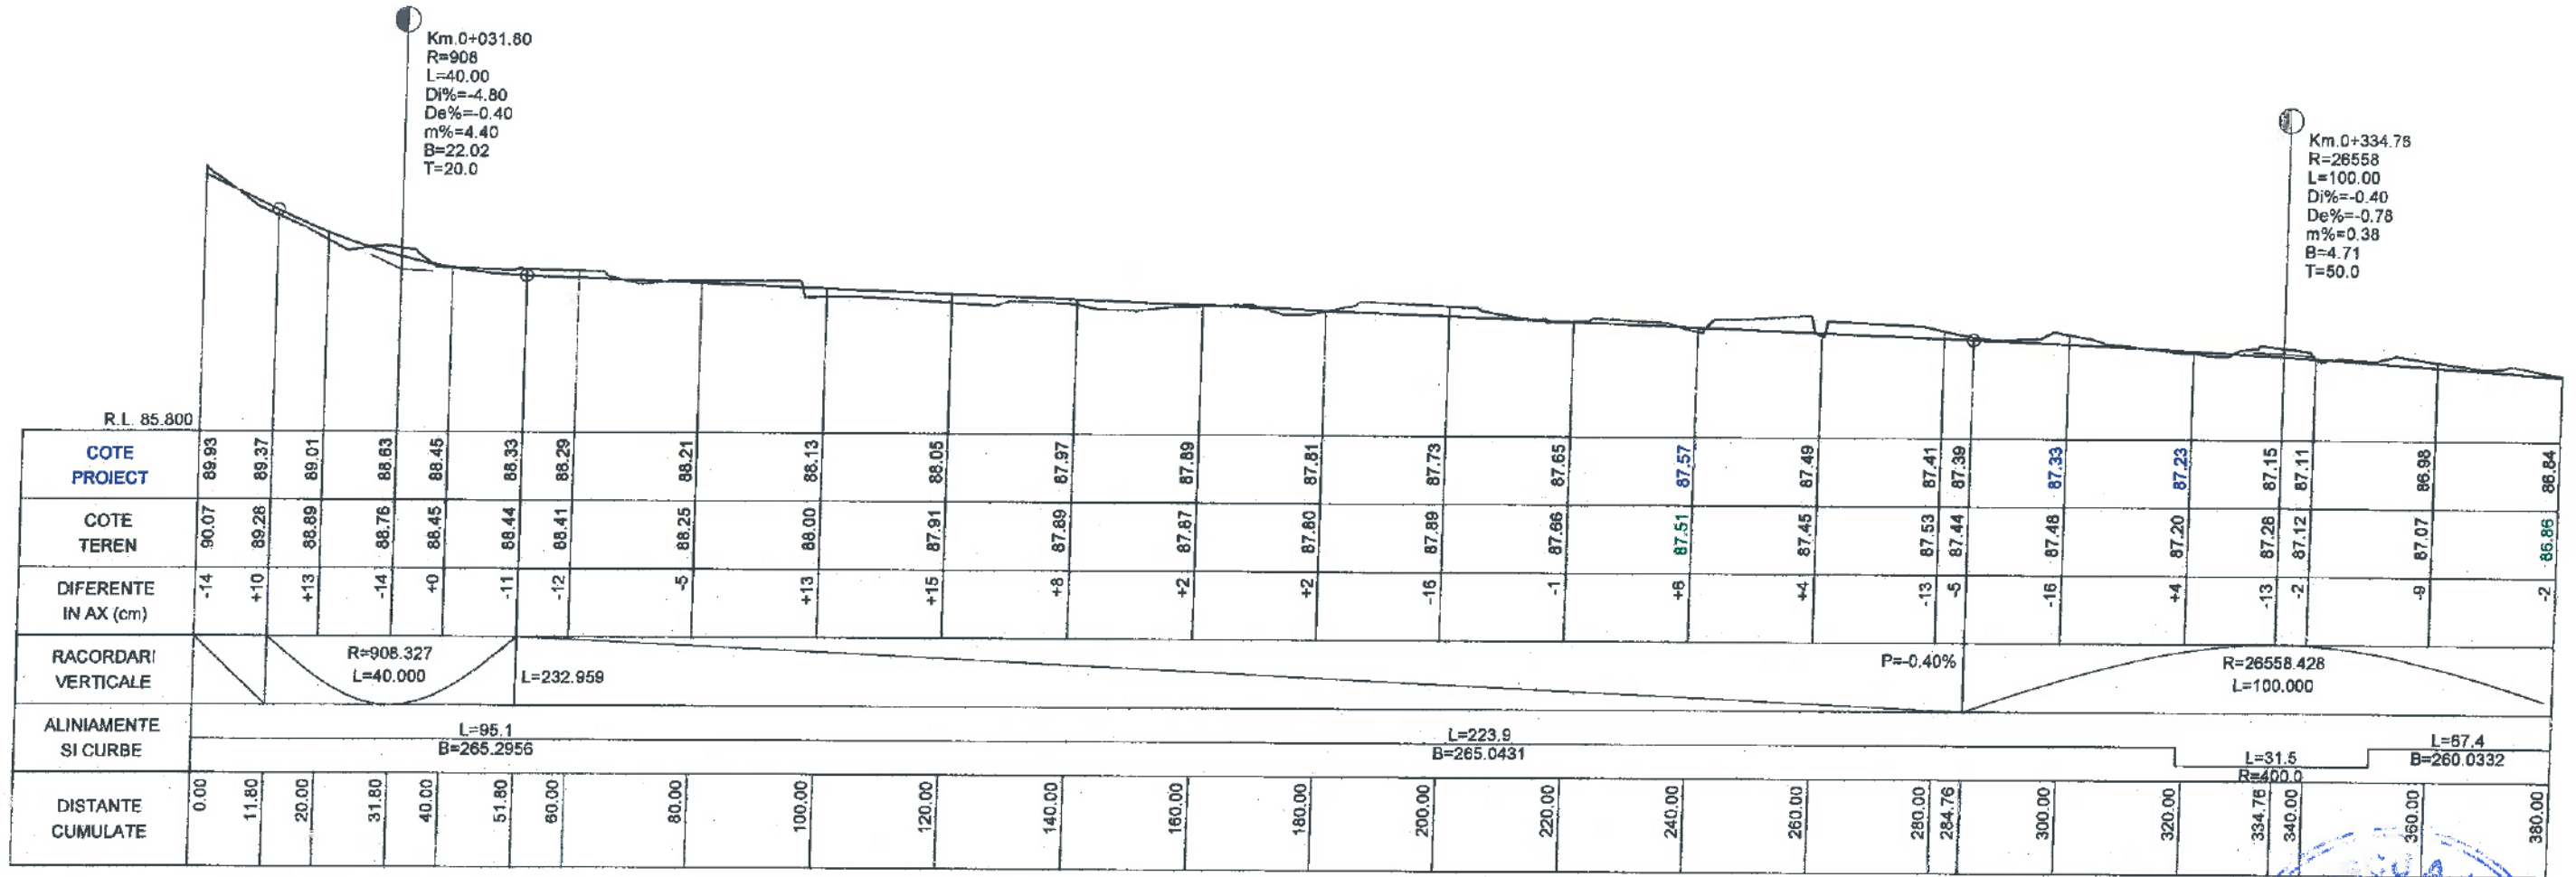 Km.0+031.80
R=908
L=40.00
Di%=-4.80
De%=-0.40
m%=4.40
B=22.02
T=20.0
Km.0+334.76
R=26558
L=100.00
Di%=-0.40
De%=-0.78
m%=0.38
B=4.71
T=50.0
R.L. 85.800
COTE PROIECT 89.93 89.37 89.01 88.63 88.45 88.33 88.29 88.21 88.13 88.05 87.97 87.89 87.81 87.73 87.65 87.57 87.49 87.41 87.39 87.33 87.23 87.15 87.11 86.98 86.84
COTE TEREN 90.07 89.28 88.89 88.76 88.45 88.44 88.41 88.25 88.00 87.91 87.89 87.87 87.80 87.89 87.66 87.51 87.45 87.53 87.44 87.48 87.20 87.28 87.12 87.07 86.86
DIFERENTE IN AX (cm) -14 +10 +13 -14 +0 -11 -12 -5 +13 +15 +8 +2 +2 -16 -1 +6 +4 -13 -5 -16 +4 -13 -2 -9 -2
RACORDARI VERTICALE
R=908.327
L=40.000
L=232.959
P=-0.40%
R=26558.428
L=100.000
ALINIAMENTE SI CURBE
L=95.1
B=265.2956
L=223.9
B=265.0431
L=31.5
R=400.0
L=67.4
B=260.0332
DISTANTE CUMULATE 0.00 11.80 20.00 31.80 40.00 51.80 60.00 80.00 100.00 120.00 140.00 160.00 180.00 200.00 220.00 240.00 260.00 280.00 284.76 300.00 320.00 334.76 340.00 360.00 380.00